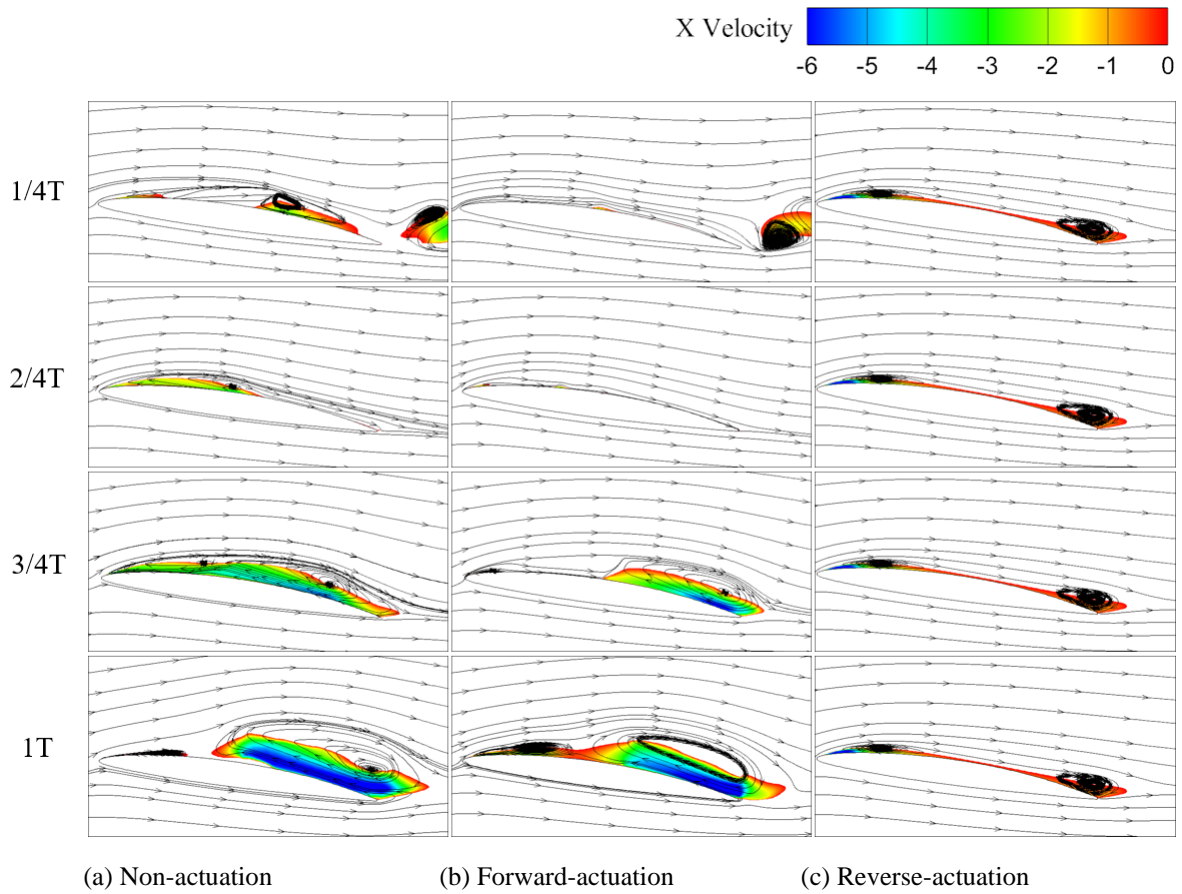 X Velocity
-6 -5 -4 -3 -2 -1 0
1/4T
2/4T
3/4T
1T
(a) Non-actuation (b) Forward-actuation (c) Reverse-actuation